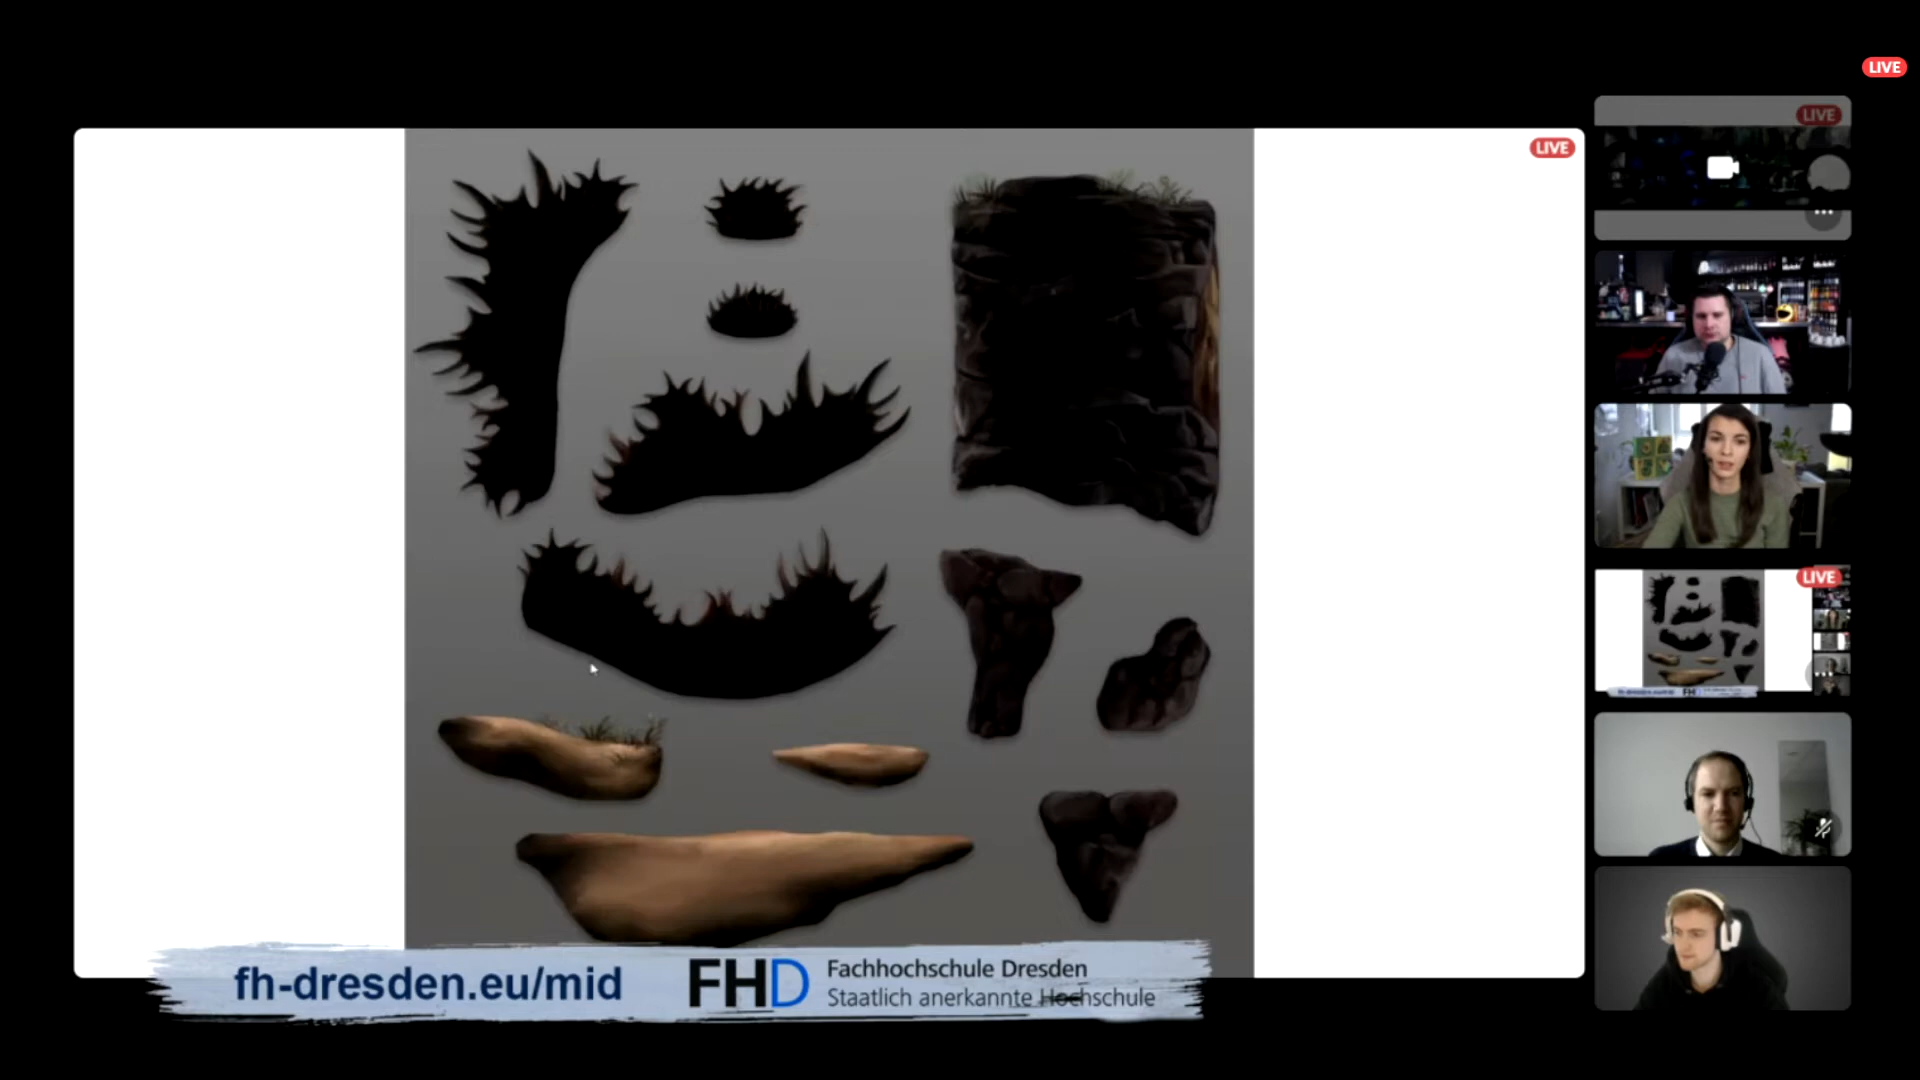 LIVE
LIVE
LIVE
LIVE
fh-dresden.eu/mid
FHD
Fachhochschule Dresden
Staatlich anerkannte Hochschule